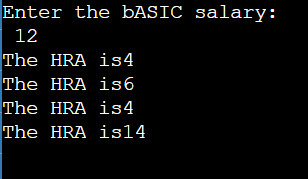 Enter the bASIC salary:
12
The HRA is4
The HRA is6
The HRA is4
The HRA is14